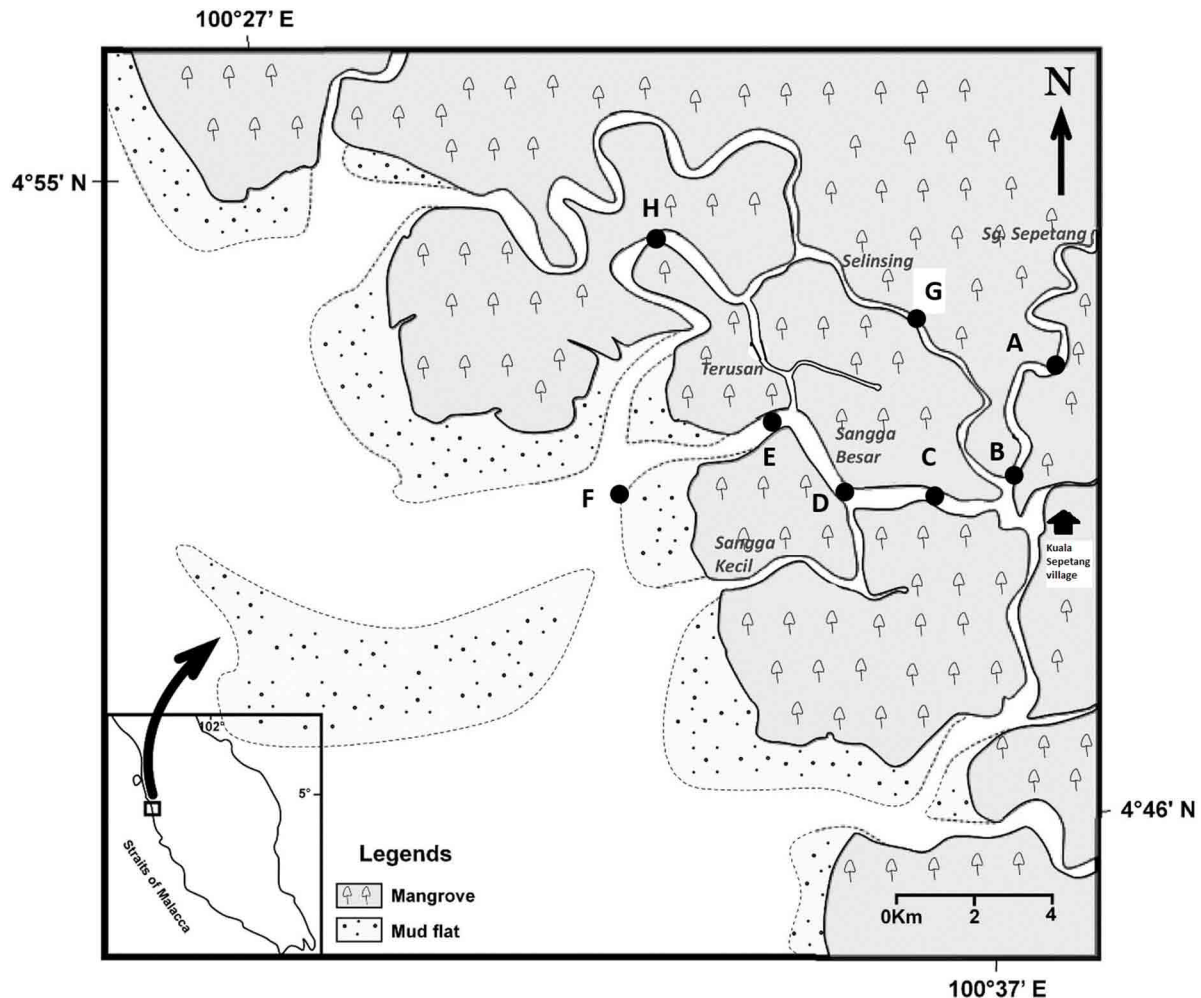 100°27' E
N
4°55' N
H
Sg. Sepetang
Selinsing
G
A
Terusan
Sangga
Besar
E
C
B
F
D
Sangga
Kecil
Kuala
Sepetang
village
102°
5°
4°46' N
Straits of Malacca
Legends
Mangrove
Mud flat
0Km 2 4
100°37' E